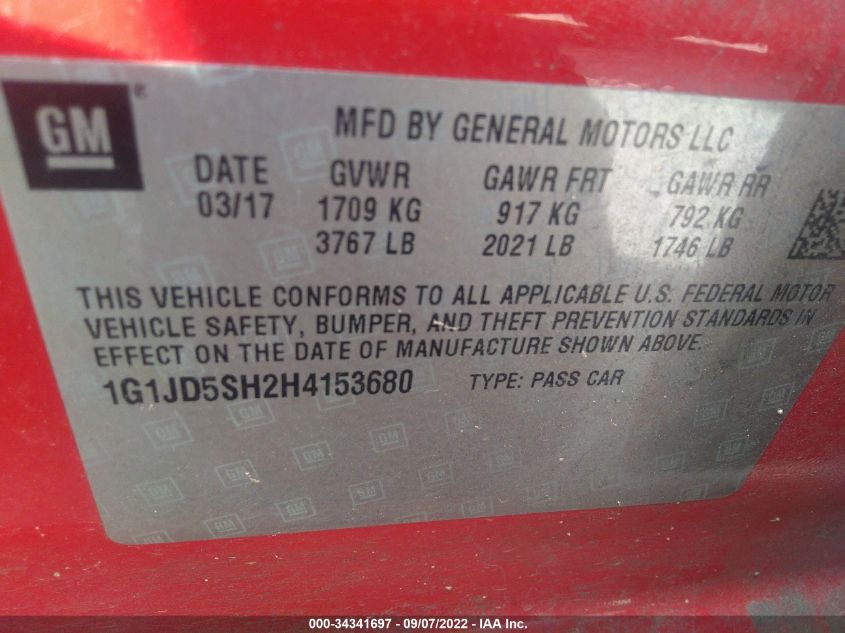 GM
MFD BY GENERAL MOTORS LLC
DATE GVWR GAWR FRT GAWR RR
03/17 1709 KG 917 KG 792 KG
3767 LB 2021 LB 1746 LB
THIS VEHICLE CONFORMS TO ALL APPLICABLE U.S. FEDERAL MOTOR
VEHICLE SAFETY, BUMPER, AND THEFT PREVENTION STANDARDS IN
EFFECT ON THE DATE OF MANUFACTURE SHOWN ABOVE.
1G1JD5SH2H4153680 TYPE: PASS CAR
000-34341697 - 09/07/2022 - IAA Inc.